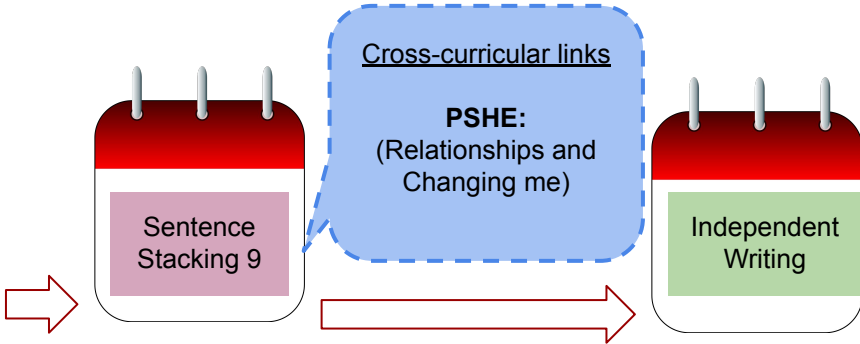 Cross-curricular links
PSHE:
(Relationships and
Changing me)
Sentence
Stacking 9
Independent
Writing